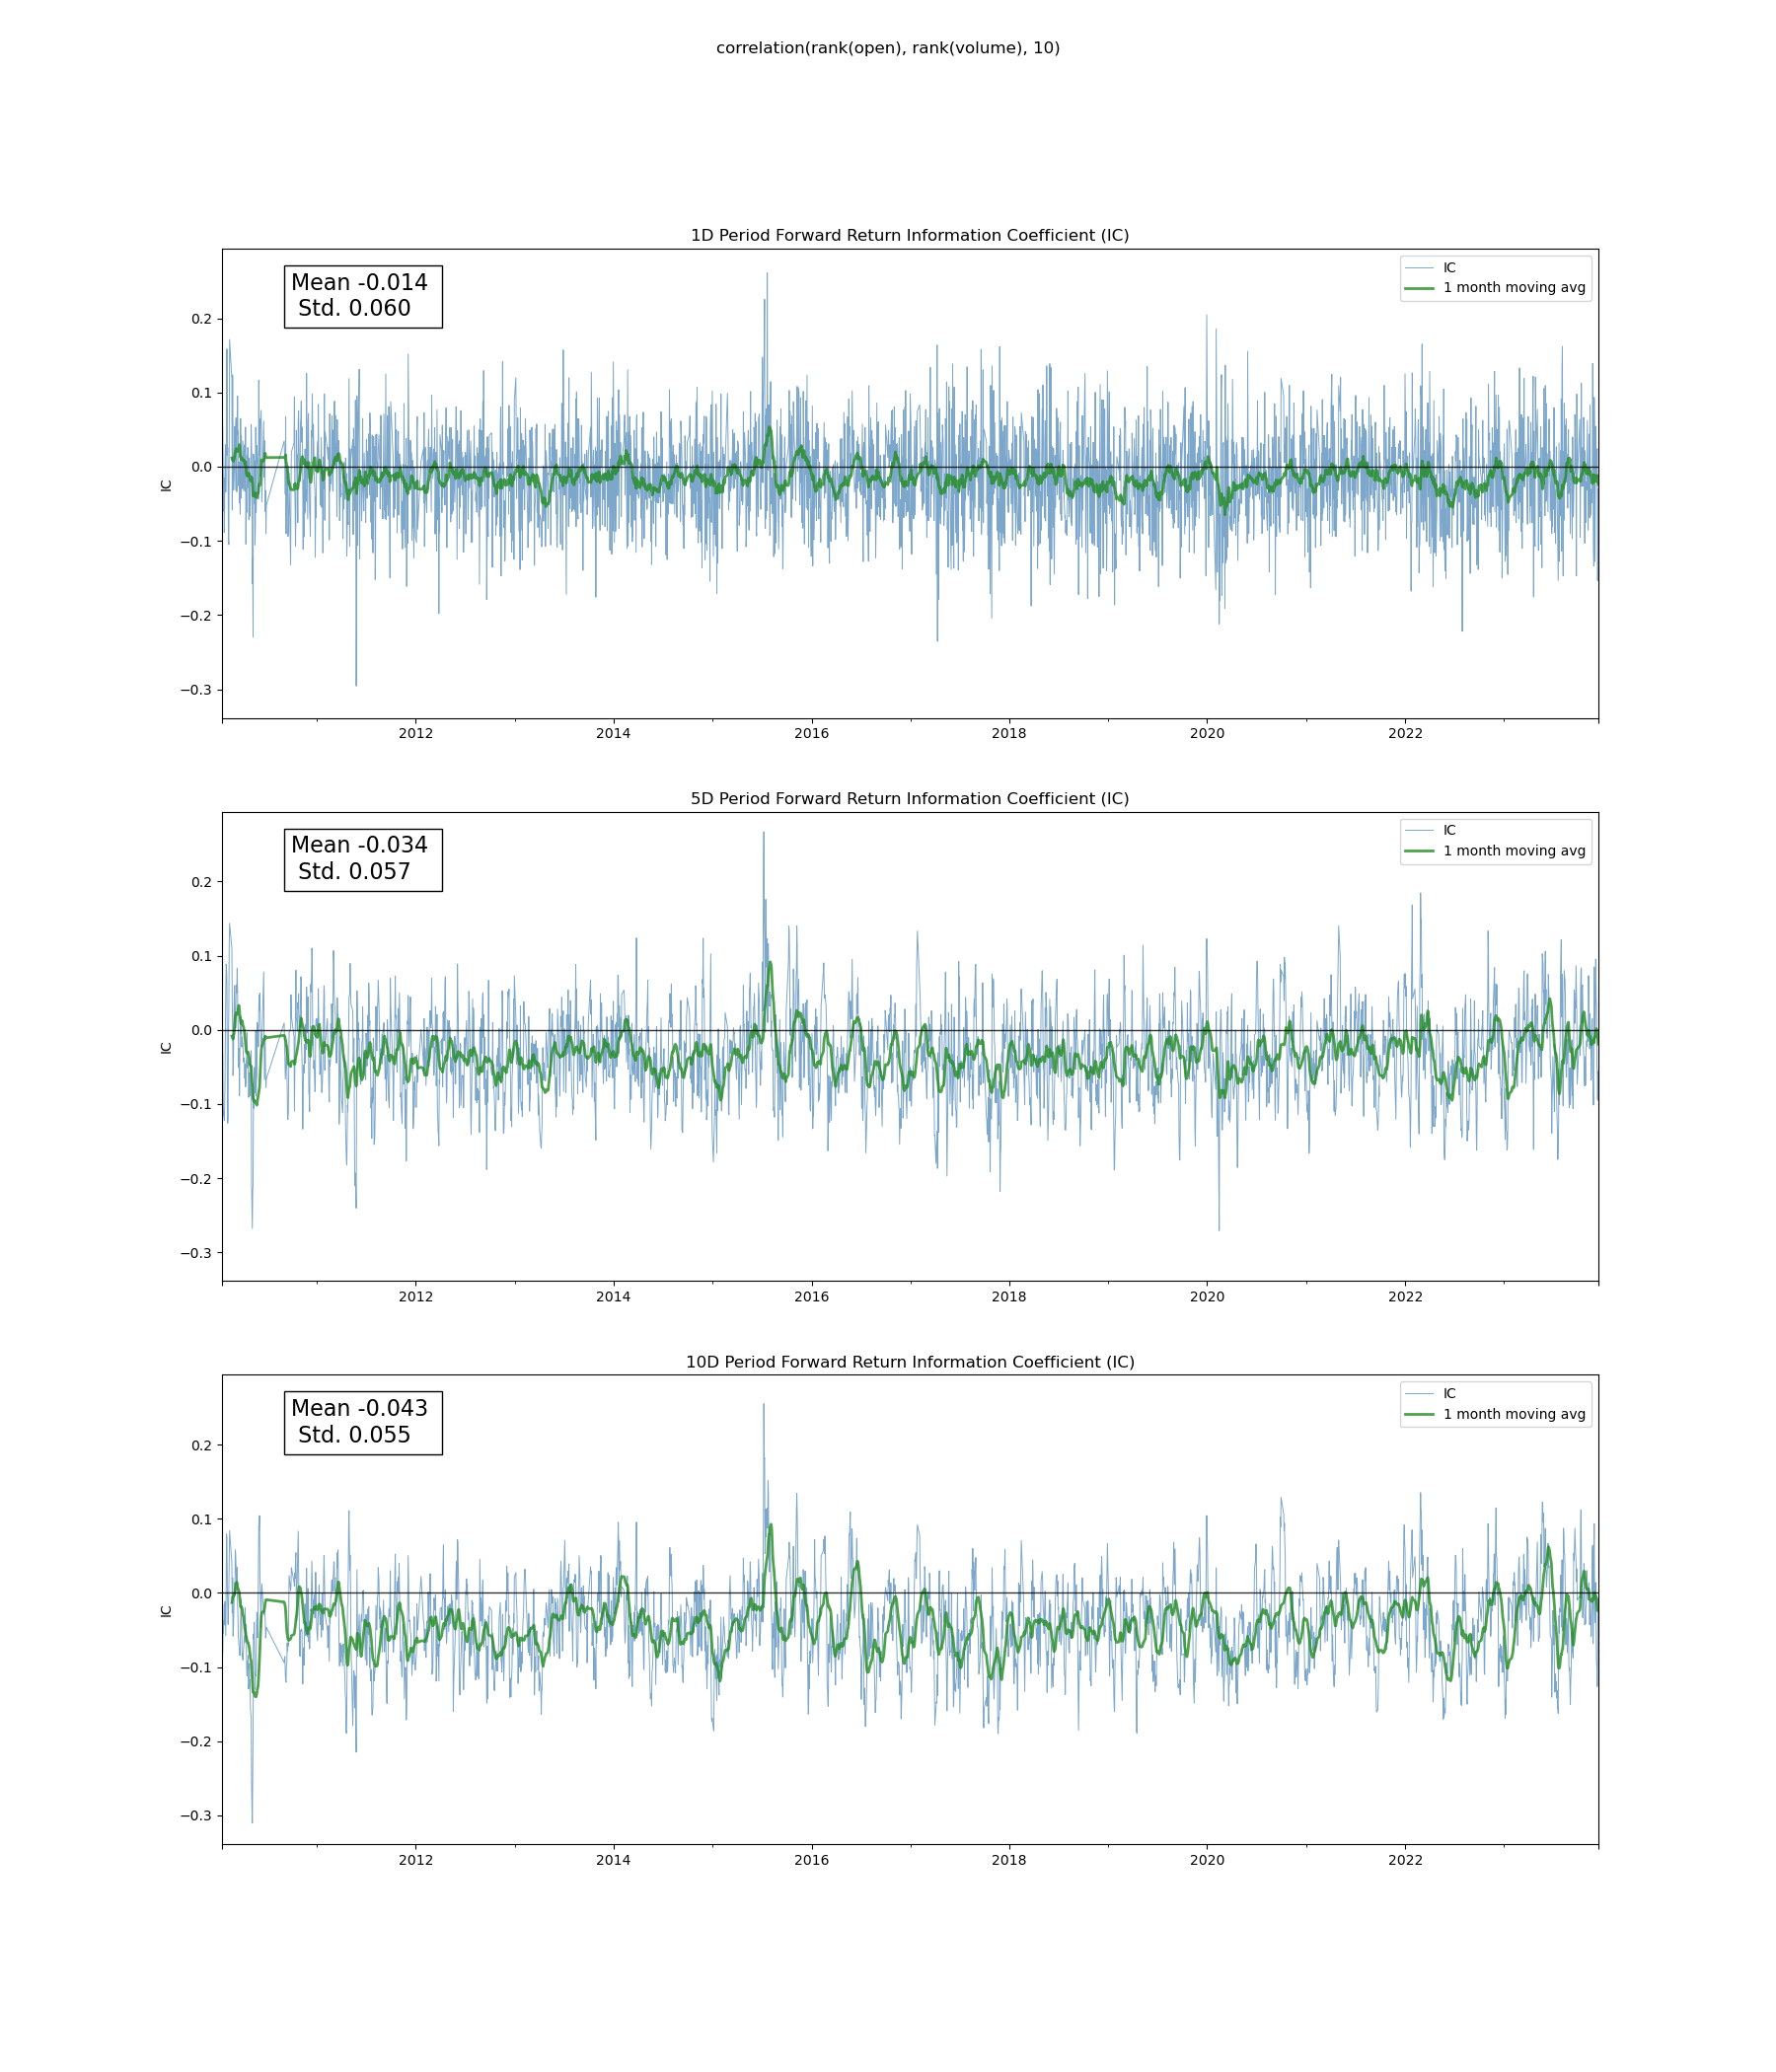 correlation(rank(open), rank(volume), 10)
1D Period Forward Return Information Coefficient (IC)
Mean -0.014
Std. 0.060
IC
1 month moving avg
0.2
0.1
0.0
−0.1
−0.2
−0.3
IC
2012 2014 2016 2018 2020 2022
5D Period Forward Return Information Coefficient (IC)
Mean -0.034
Std. 0.057
IC
1 month moving avg
0.2
0.1
0.0
−0.1
−0.2
−0.3
IC
2012 2014 2016 2018 2020 2022
10D Period Forward Return Information Coefficient (IC)
Mean -0.043
Std. 0.055
IC
1 month moving avg
0.2
0.1
0.0
−0.1
−0.2
−0.3
IC
2012 2014 2016 2018 2020 2022